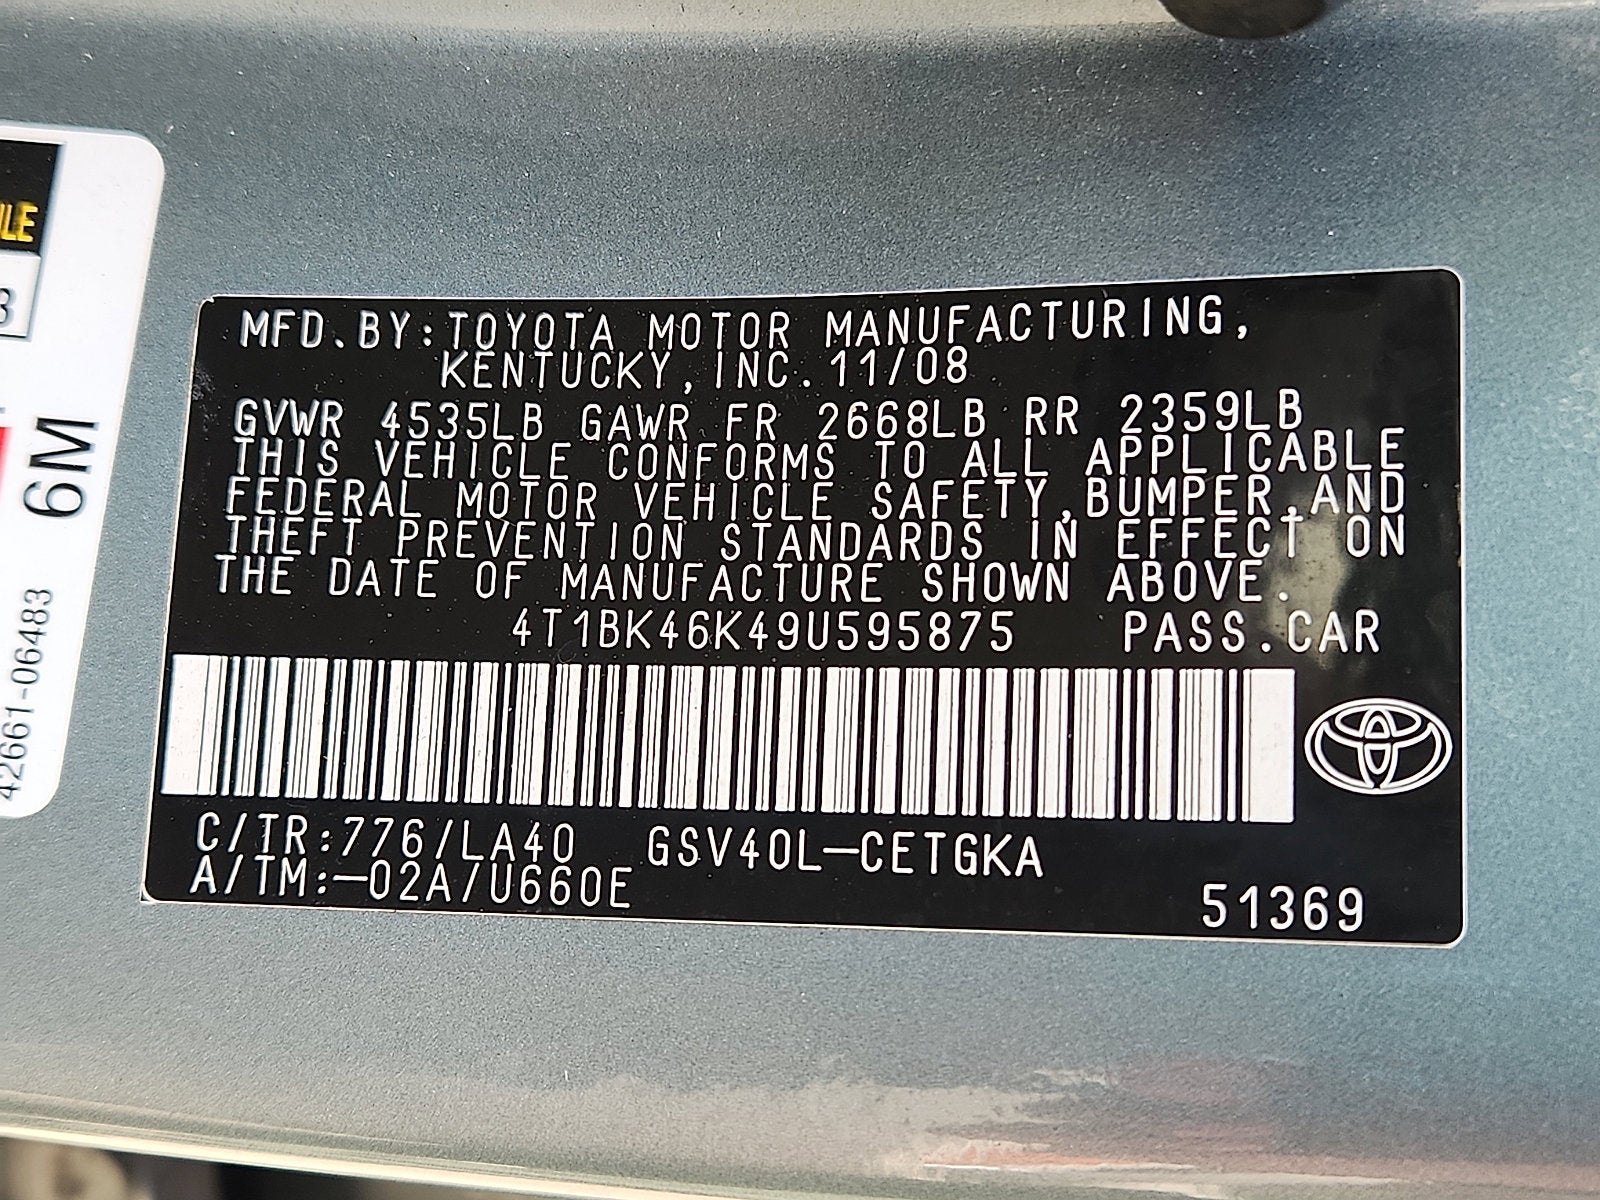 MFD.BY:TOYOTA MOTOR MANUFACTURING,
KENTUCKY,INC.11/08
GVWR 4535LB GAWR FR 2668LB RR 2359LB
THIS VEHICLE CONFORMS TO ALL APPLICABLE
FEDERAL MOTOR VEHICLE SAFETY,BUMPER,AND
THEFT PREVENTION STANDARDS IN EFFECT ON
THE DATE OF MANUFACTURE SHOWN ABOVE.
4T1BK46K49U595875 PASS.CAR
C/TR:776/LA40 GSV40L-CETGKA
A/TM:-02A/U660E
51369
6M
42661-06483